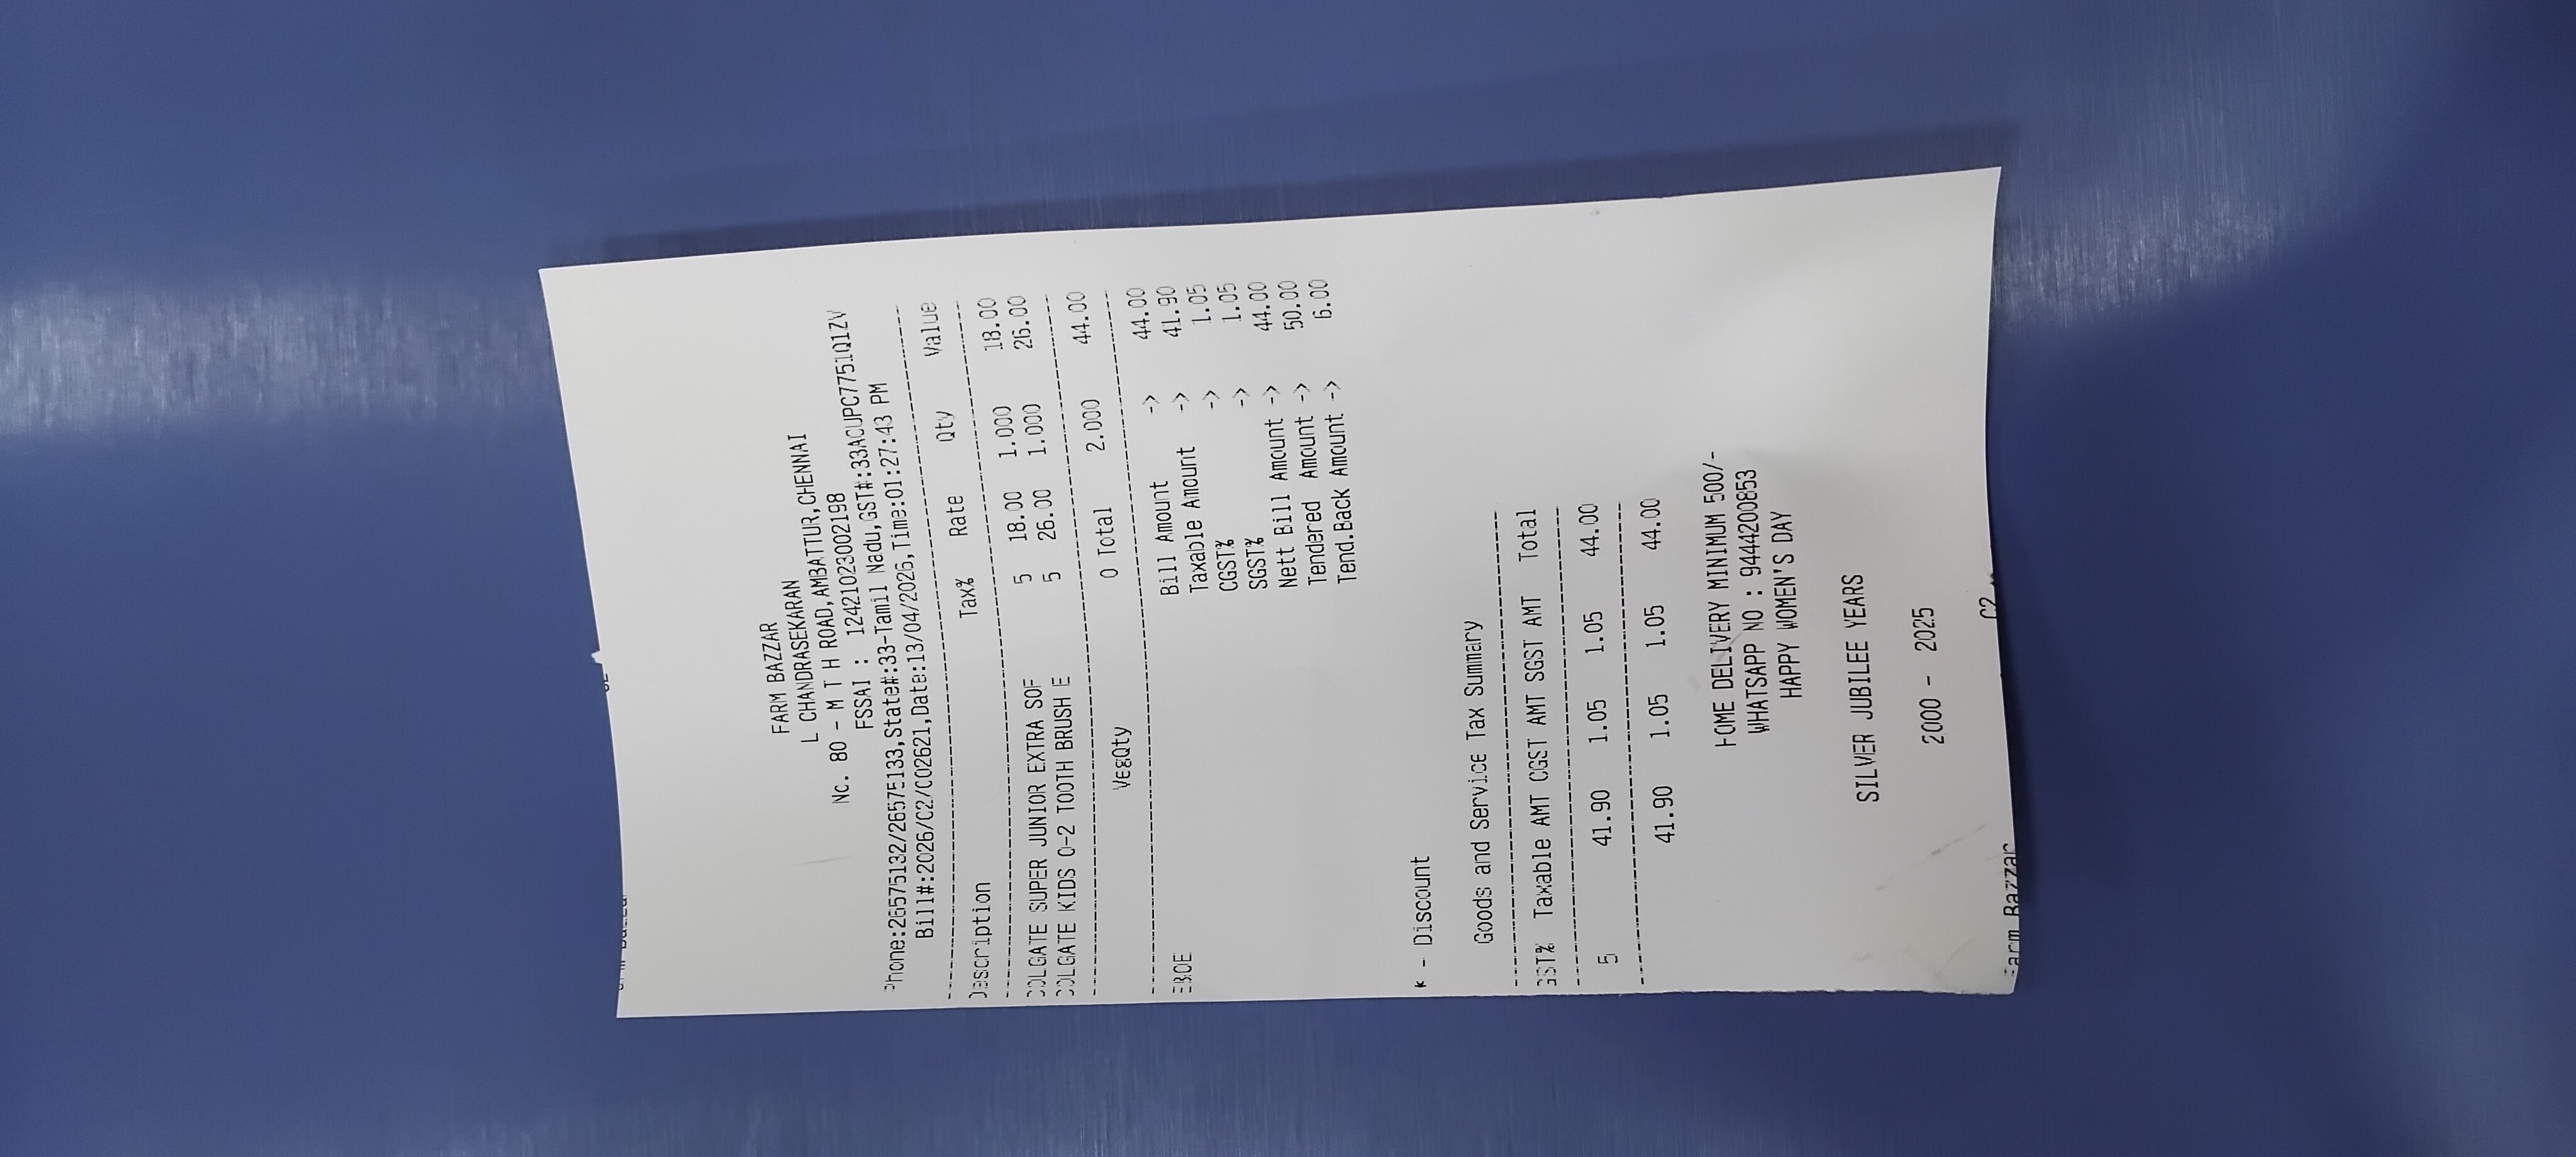 FARM BAZZAR
L CHANDRASEKARAN
No. 80 - M T H ROAD,AMBATTUR,CHENNAI
FSSAI : 12421023002198
Phone:26575132/26575133,State#:33-Tamil Nadu,GST#:33ACUPC7751Q1ZV
Bill#:2026/C2/C02621,Date:13/04/2026,Time:01:27:43 PM
Description Tax% Rate Qty Value
COLGATE SUPER JUNIOR EXTRA SOF 5 18.00 1.000 18.00
COLGATE KIDS 0-2 TOOTH BRUSH E 5 26.00 1.000 26.00
VegQty 0 Total 2.000 44.00
Bill Amount -> 44.00
Taxable Amount -> 41.90
CGST% -> 1.05
SGST% -> 1.05
Nett Bill Amount -> 44.00
Tendered Amount -> 50.00
Tend.Back Amount -> 6.00
* - Discount
Goods and Service Tax Summary
GST% Taxable AMT CGST AMT SGST AMT Total
5 41.90 1.05 1.05 44.00
41.90 1.05 1.05 44.00
HOME DELIVERY MINIMUM 500/-
WHATSAPP NO : 9444200853
HAPPY WOMEN'S DAY
SILVER JUBILEE YEARS
2000 - 2025
Farm Bazzar C2